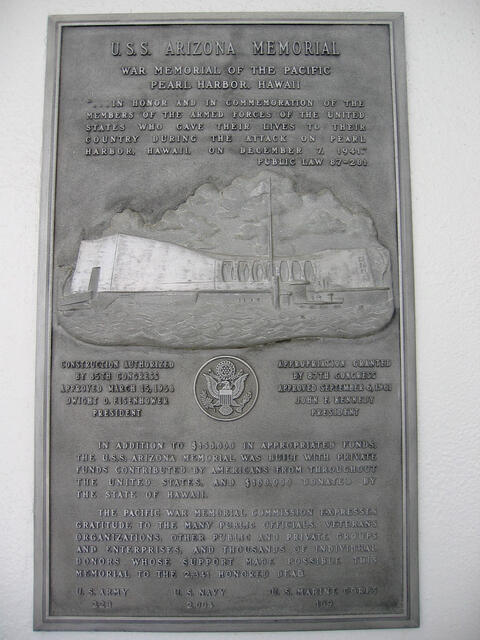 U.S.S. ARIZONA MEMORIAL
WAR MEMORIAL OF THE PACIFIC
PEARL HARBOR, HAWAII
"...IN HONOR AND IN COMMEMORATION OF THE
MEMBERS OF THE ARMED FORCES OF THE UNITED
STATES WHO GAVE THEIR LIVES TO THEIR
COUNTRY DURING THE ATTACK ON PEARL
HARBOR, HAWAII, ON DECEMBER 7, 1941."
PUBLIC LAW 87-201
CONSTRUCTION AUTHORIZED
BY 85TH CONGRESS
APPROVED MARCH 15, 1958
DWIGHT D. EISENHOWER
PRESIDENT
APPROPRIATION GRANTED
BY 87TH CONGRESS
APPROVED SEPTEMBER 6, 1961
JOHN F. KENNEDY
PRESIDENT
IN ADDITION TO IN APPROPRIATED FUNDS,
THE U.S.S. ARIZONA MEMORIAL WAS BUILT WITH PRIVATE
FUNDS CONTRIBUTED BY AMERICANS FROM THROUGHOUT
THE UNITED STATES, AND DONATED BY
THE STATE OF HAWAII.
THE PACIFIC WAR MEMORIAL COMMISSION EXPRESSES
GRATITUDE TO THE MANY PUBLIC OFFICIALS, VETERANS
ORGANIZATIONS, OTHER PUBLIC AND PRIVATE GROUPS
AND ENTERPRISES, AND THOUSANDS OF INDIVIDUAL
DONORS WHOSE SUPPORT MADE POSSIBLE THIS
MEMORIAL TO THE HONORED DEAD.
U.S. ARMY U.S. NAVY U.S. MARINE CORPS